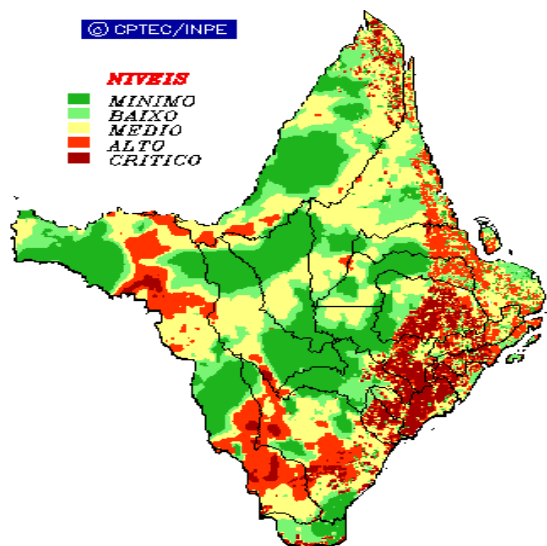 © CPTEC/INPE
NIVEIS
MINIMO
BAIXO
MEDIO
ALTO
CRITICO